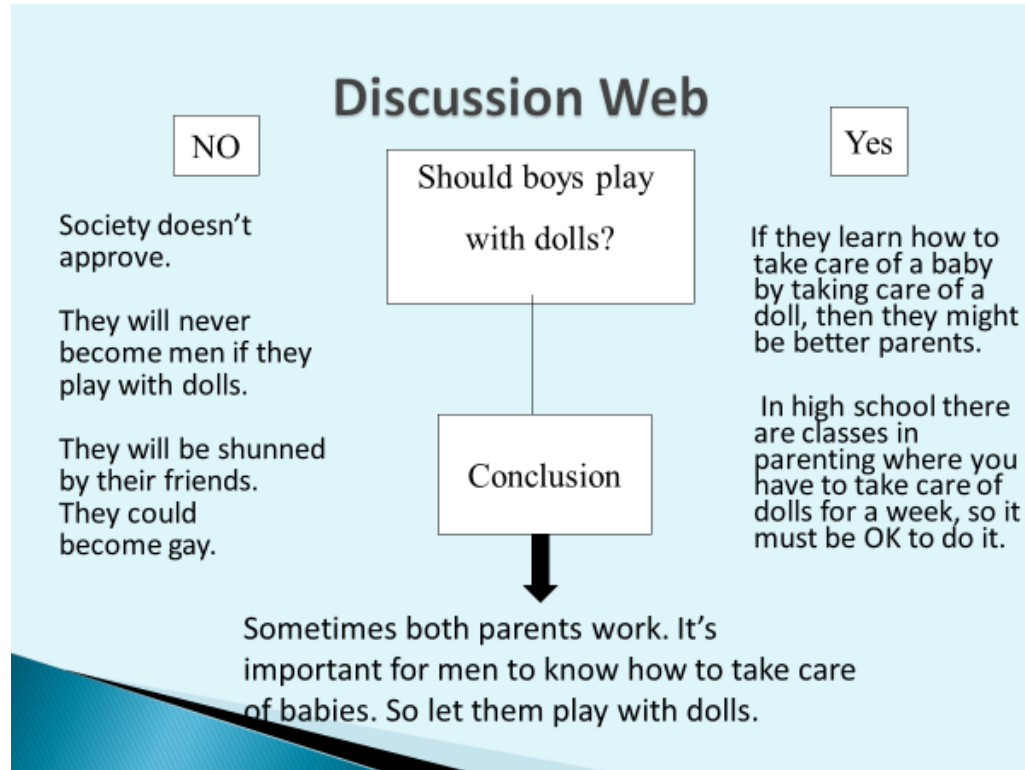 Discussion Web
NO
Society doesn't
approve.
They will never
become men if they
play with dolls.
They will be shunned
by their friends.
They could
become gay.
Should boys play
with dolls?
Conclusion
Yes
If they learn how to
take care of a baby
by taking care of a
doll, then they might
be better parents.
In high school there
are classes in
parenting where you
have to take care of
dolls for a week, so it
must be OK to do it.
Sometimes both parents work. It's
important for men to know how to take care
of babies. So let them play with dolls.